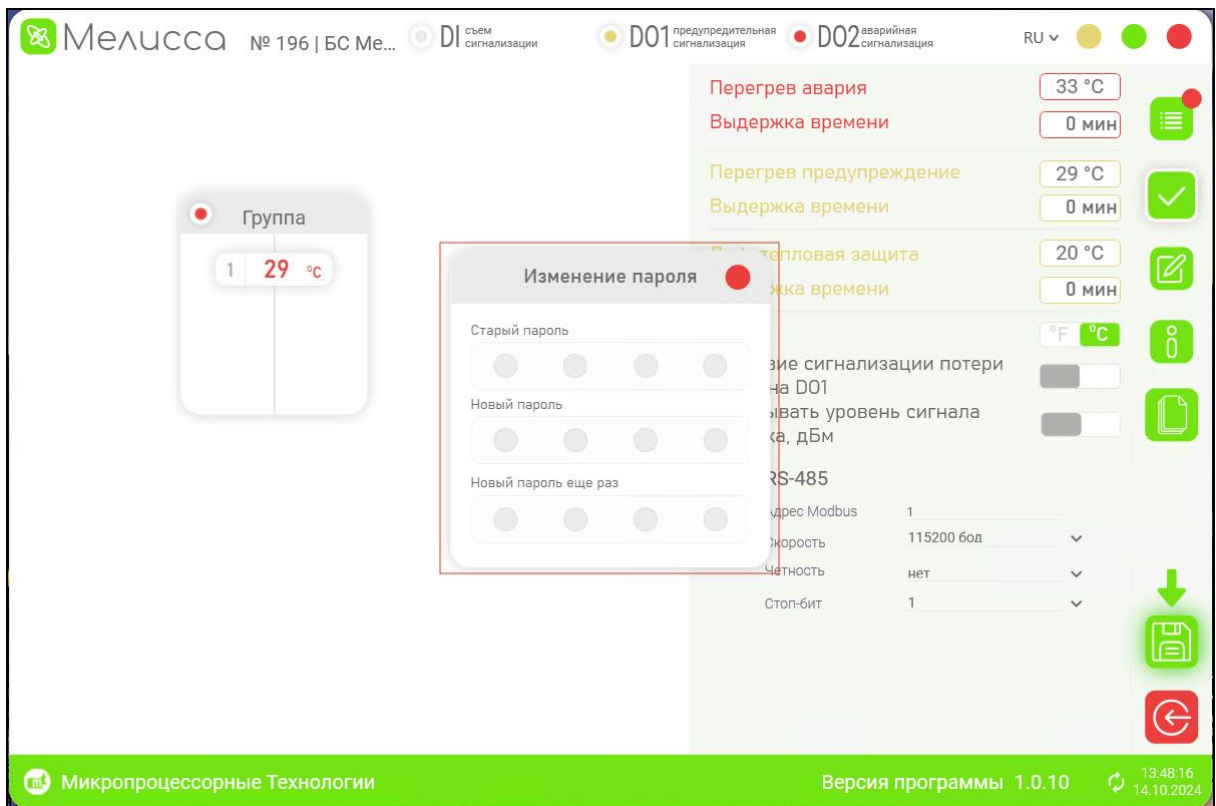 Мелисса
№ 196 | БС Ме...
DI съем сигнализации
DO1 предупредительная сигнализация
DO2 аварийная сигнализация
RU
Перегрев авария 33 °C
Выдержка времени 0 мин
Перегрев предупреждение 29 °C
Выдержка времени 0 мин
тепловая защита 20 °C
жка времени 0 мин
°F °C
вие сигнализации потери
на DO1
ывать уровень сигнала
ка, дБм
RS-485
Адрес Modbus 1
Скорость 115200 бод
Четность нет
Стоп-бит 1
Группа
1 29 °C
Изменение пароля
Старый пароль
Новый пароль
Новый пароль еще раз
Микропроцессорные Технологии
Версия программы 1.0.10
13:48:16
14.10.2024